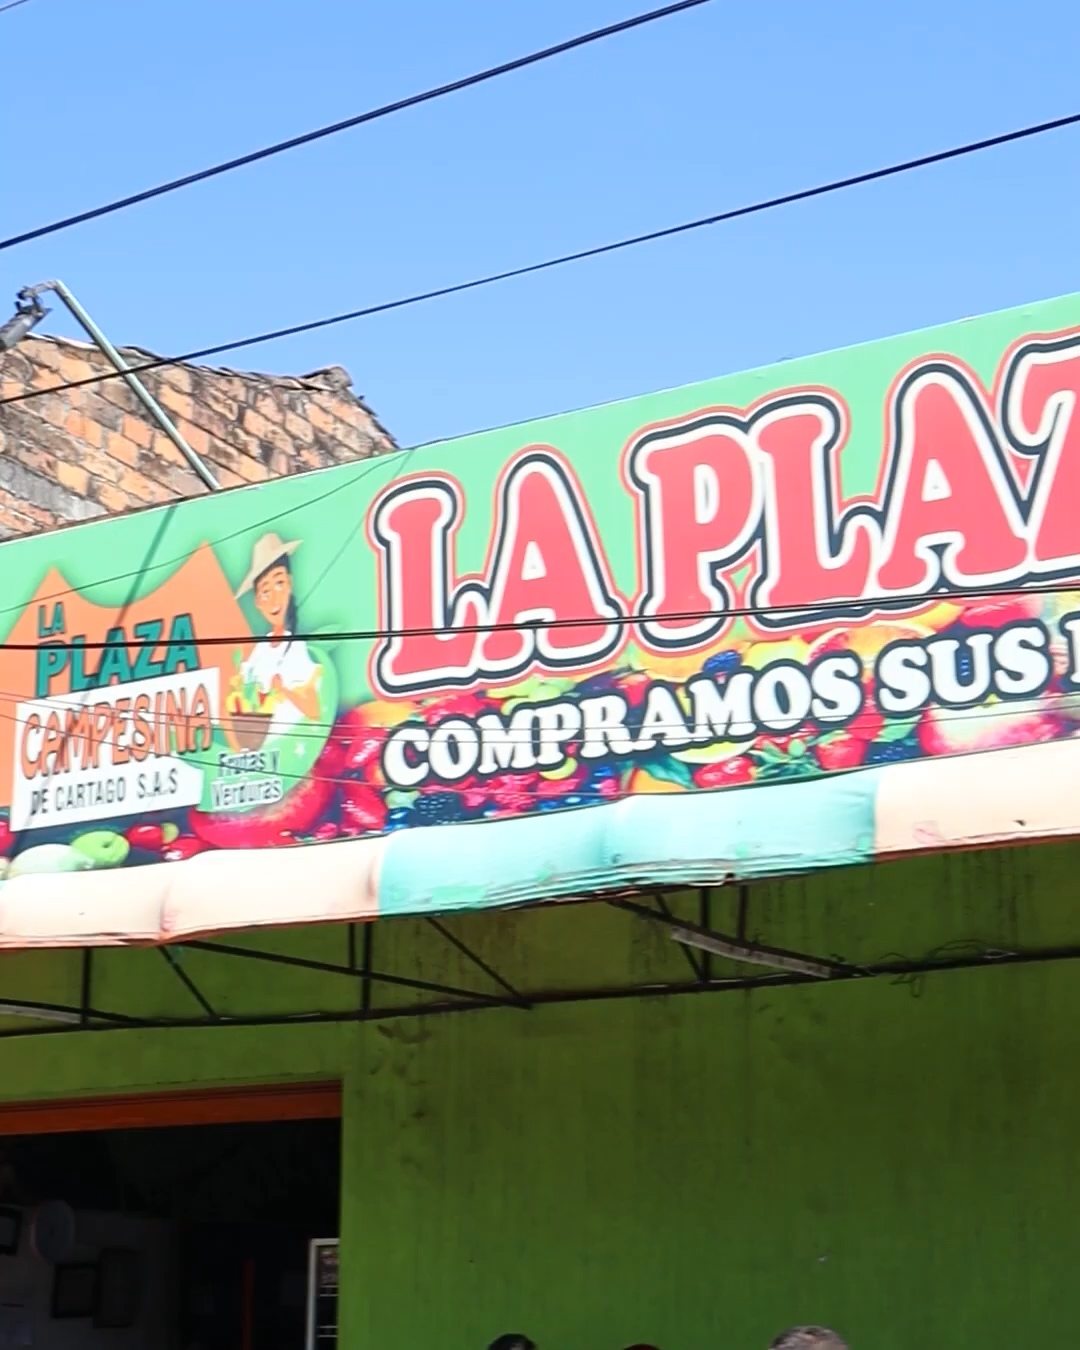 LA
PLAZA
CAMPESINA
DE CARTAGO S.A.S
Frutas y
Verduras
LA PLAZ
COMPRAMOS SUS